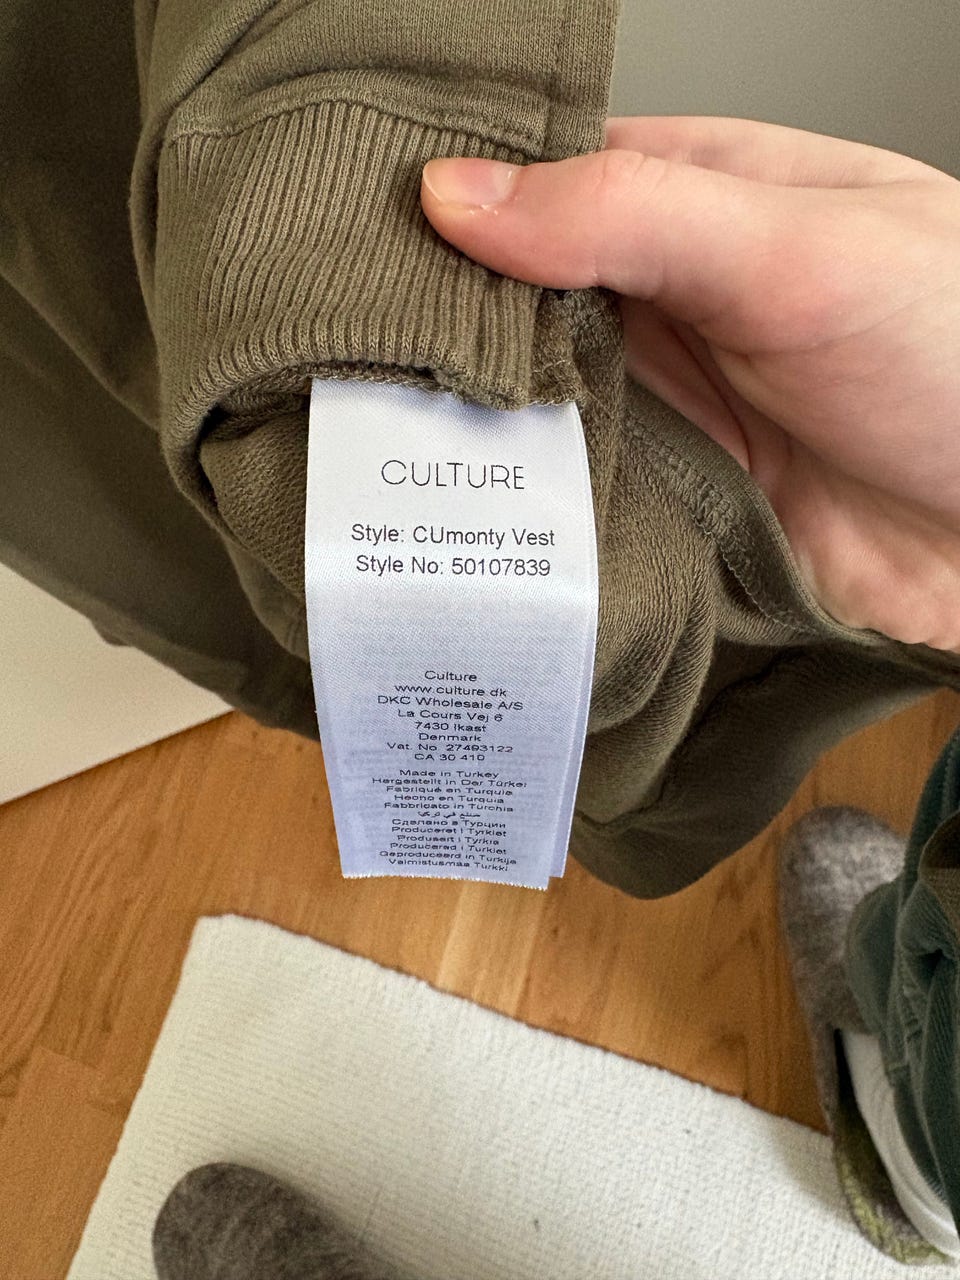 CULTURE
Style: CUmonty Vest
Style No: 50107839
Culture
www.culture.dk
DKC Wholesale A/S
La Cours Vej 6
7430 Ikast
Denmark
Vat. No. 27493122
CA 30 410
Made in Turkey
Hergestellt in Der Türkei
Fabriqué en Turquie
Hecho en Turquia
Fabbricato in Turchia
صنع في تركيا
Сделано в Турции
Produceret i Tyrkiet
Produsert i Tyrkia
Producerad i Turkiet
Geproduceerd in Turkije
Valmistusmaa Turkki